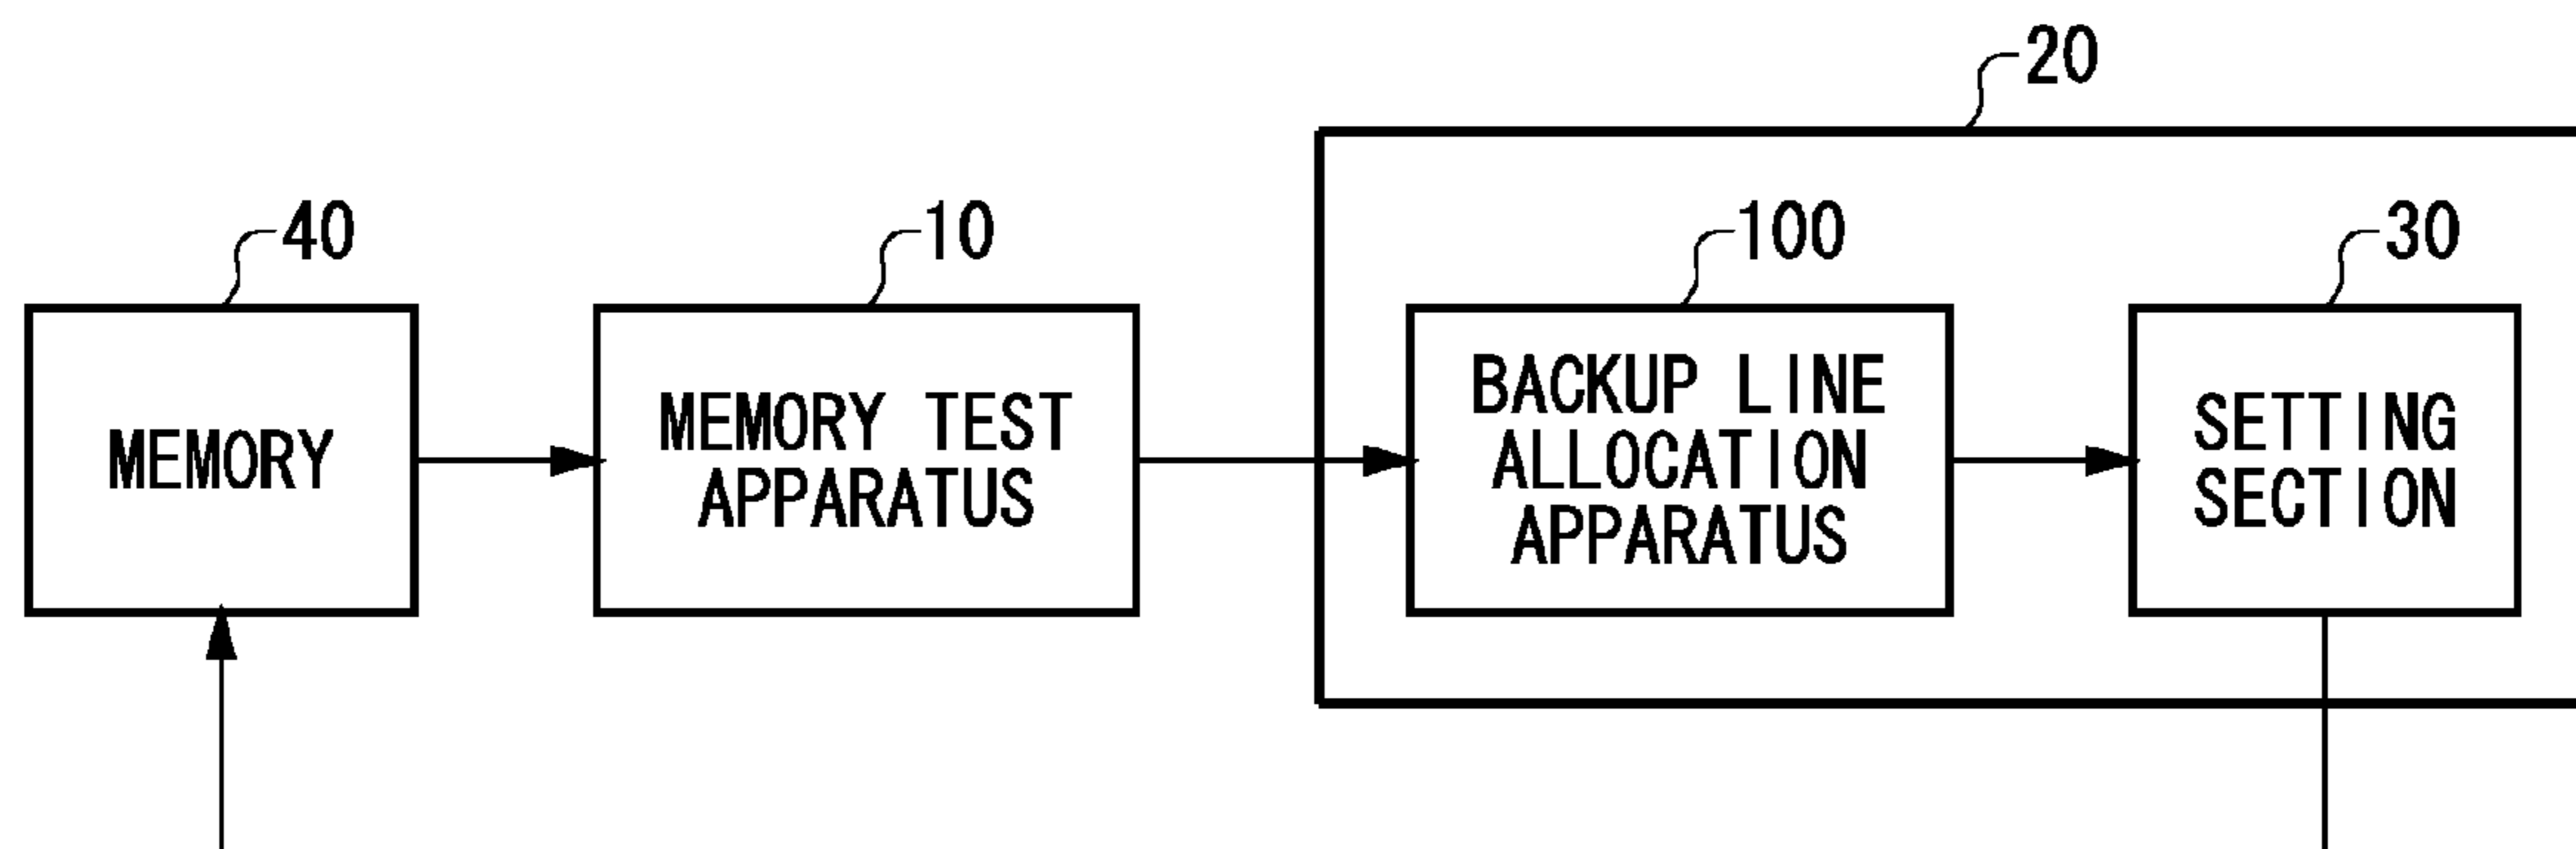 20
40
10
100
30
MEMORY
MEMORY TEST
APPARATUS
BACKUP LINE
ALLOCATION
APPARATUS
SETTING
SECTION